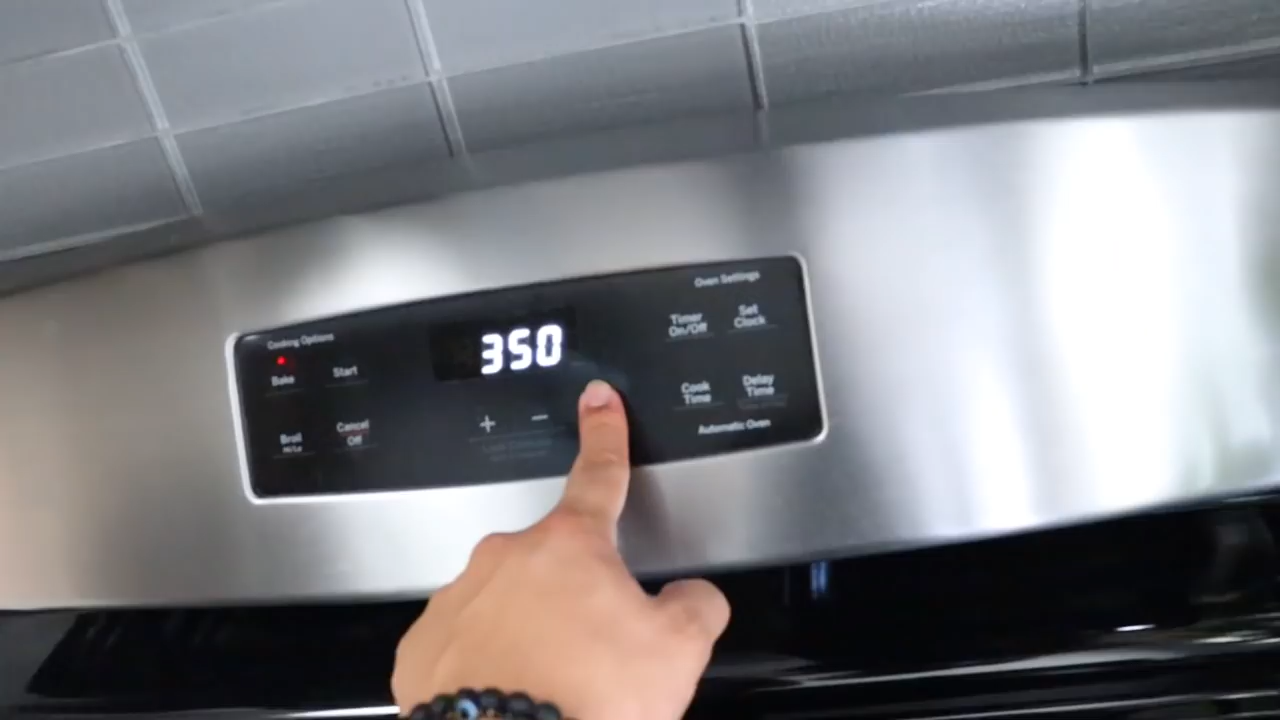 Cooking Options
Bake
Start
Broil
Hi/Lo
Cancel
Off
350
+ −
Oven Settings
Timer
On/Off
Set
Clock
Cook
Time
Delay
Time
Automatic Oven